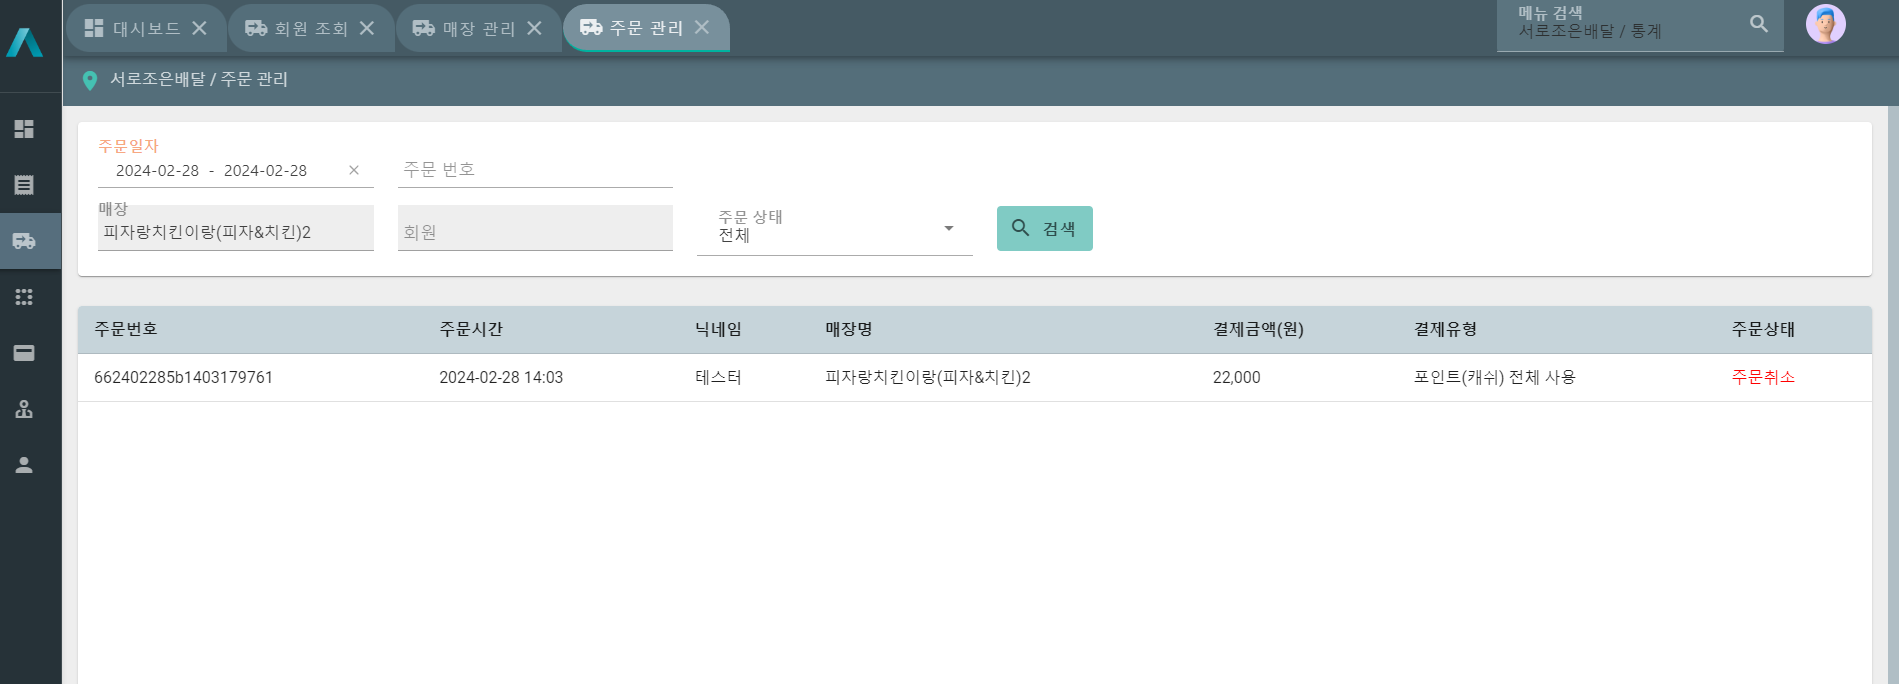 대시보드
회원 조회
매장 관리
주문 관리
메뉴 검색
서로조은배달 / 통계
서로조은배달 / 주문 관리
주문일자
2024-02-28 - 2024-02-28
주문 번호
매장
피자랑치킨이랑(피자&치킨)2
회원
주문 상태
전체
검색
주문번호 주문시간 닉네임 매장명 결제금액(원) 결제유형 주문상태
662402285b1403179761 2024-02-28 14:03 테스터 피자랑치킨이랑(피자&치킨)2 22,000 포인트(캐쉬) 전체 사용 주문취소